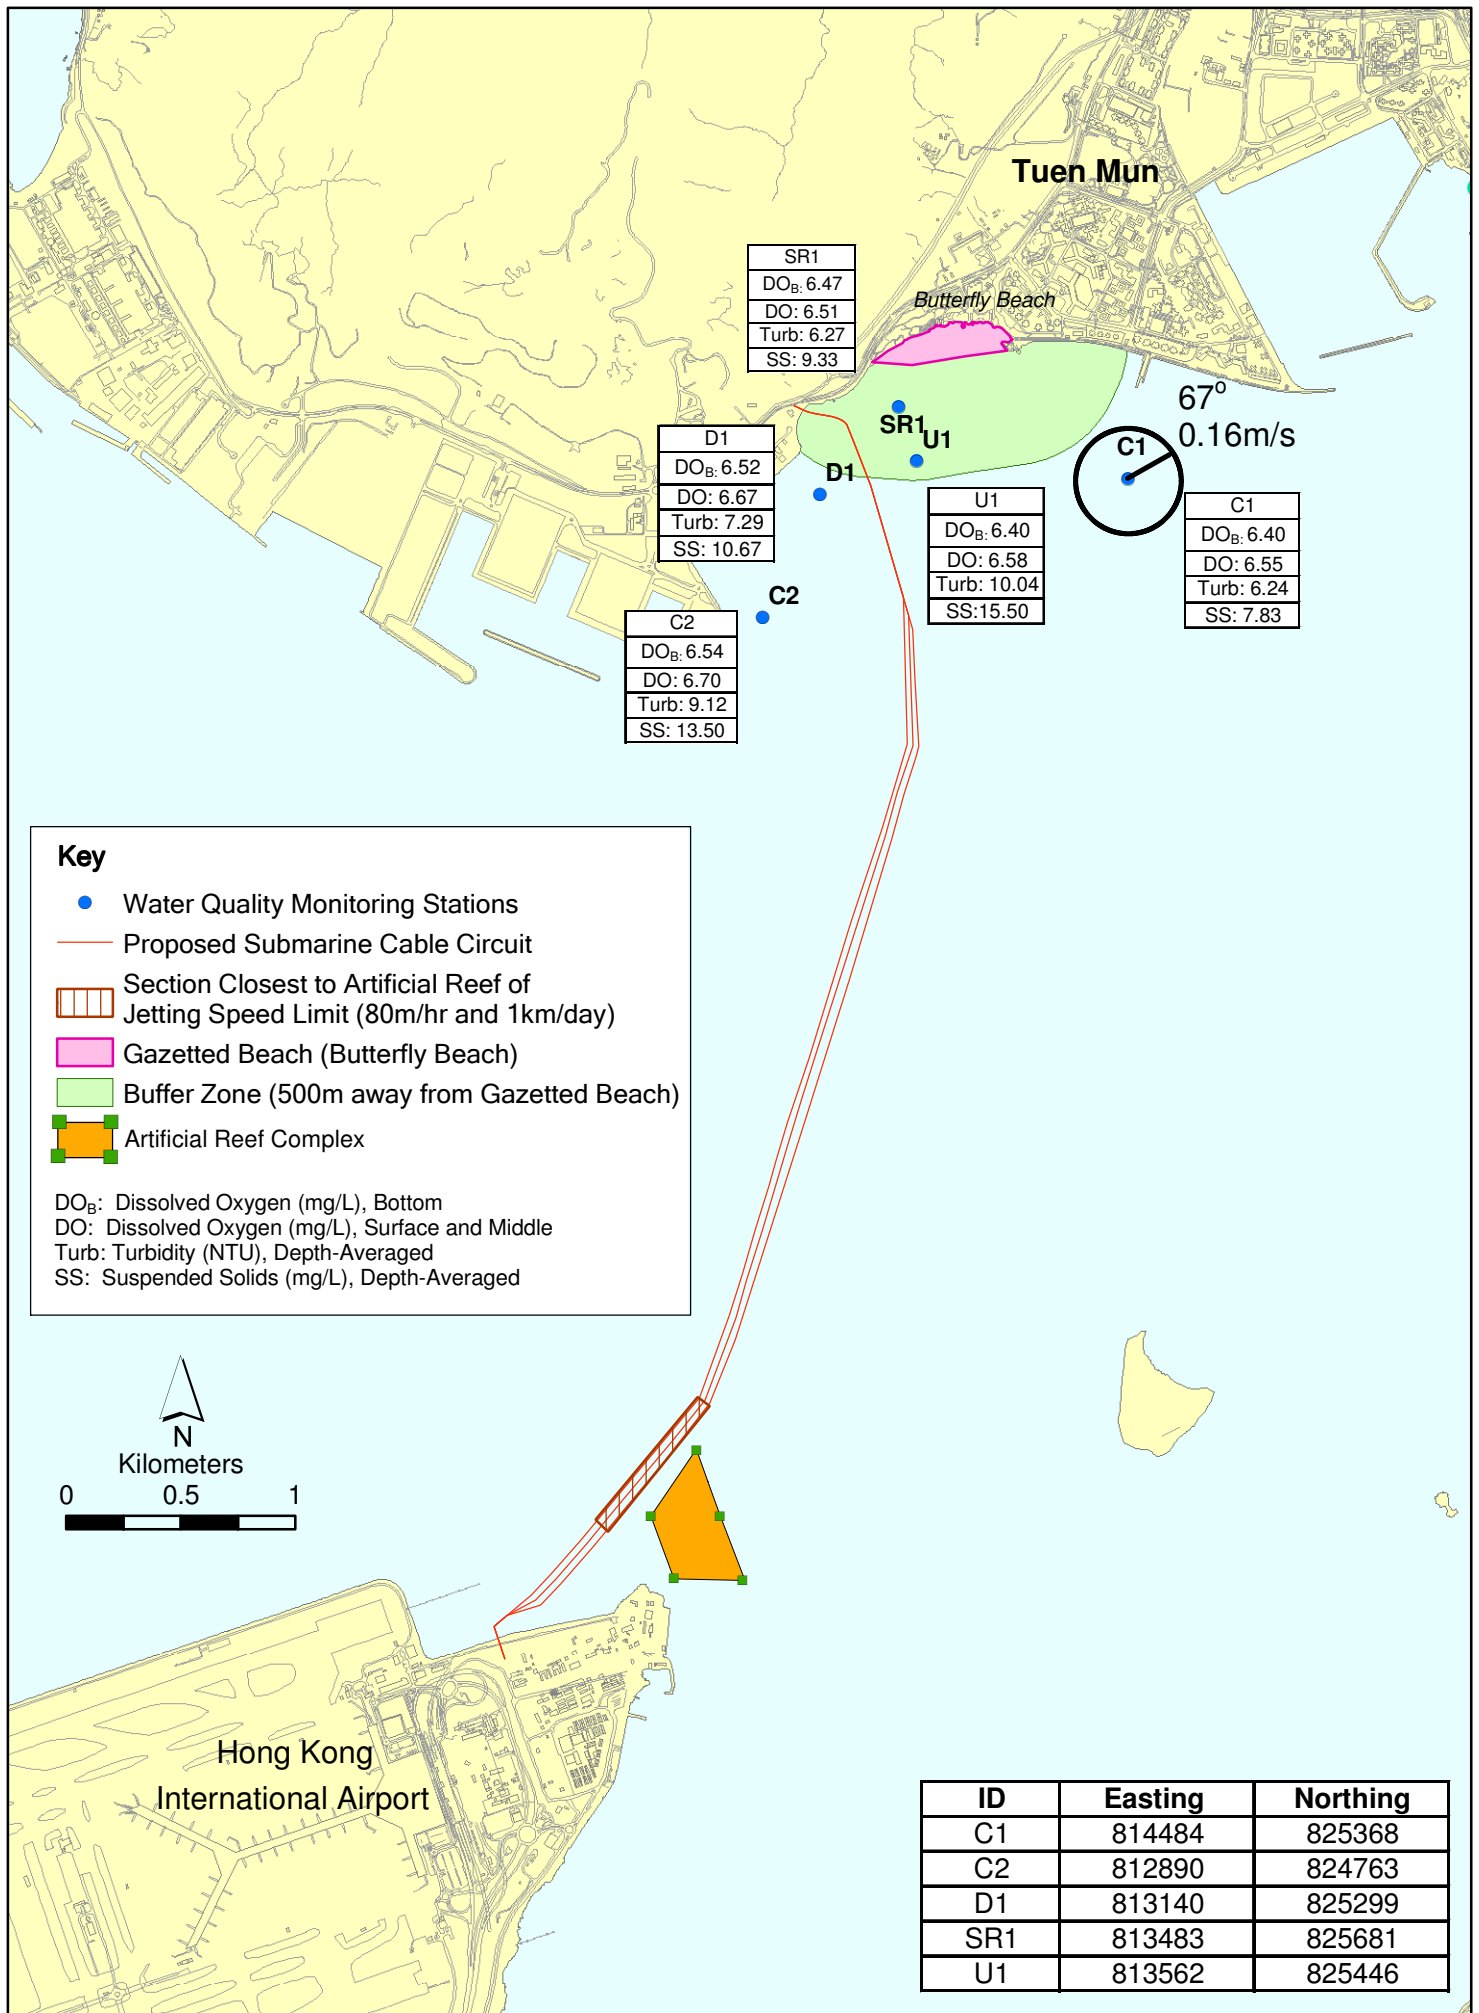 Tuen Mun
SR1
DOB: 6.47
DO: 6.51
Turb: 6.27
SS: 9.33
Butterfly Beach
67°
0.16m/s
SR1
U1
C1
D1
D1
DOB: 6.52
DO: 6.67
Turb: 7.29
SS: 10.67
U1
DOB: 6.40
DO: 6.58
Turb: 10.04
SS:15.50
C1
DOB: 6.40
DO: 6.55
Turb: 6.24
SS: 7.83
C2
C2
DOB: 6.54
DO: 6.70
Turb: 9.12
SS: 13.50
Key
Water Quality Monitoring Stations
Proposed Submarine Cable Circuit
Section Closest to Artificial Reef of
Jetting Speed Limit (80m/hr and 1km/day)
Gazetted Beach (Butterfly Beach)
Buffer Zone (500m away from Gazetted Beach)
Artificial Reef Complex
DOB: Dissolved Oxygen (mg/L), Bottom
DO: Dissolved Oxygen (mg/L), Surface and Middle
Turb: Turbidity (NTU), Depth-Averaged
SS: Suspended Solids (mg/L), Depth-Averaged
N
Kilometers
0 0.5 1
Hong Kong
International Airport
ID Easting Northing
C1 814484 825368
C2 812890 824763
D1 813140 825299
SR1 813483 825681
U1 813562 825446